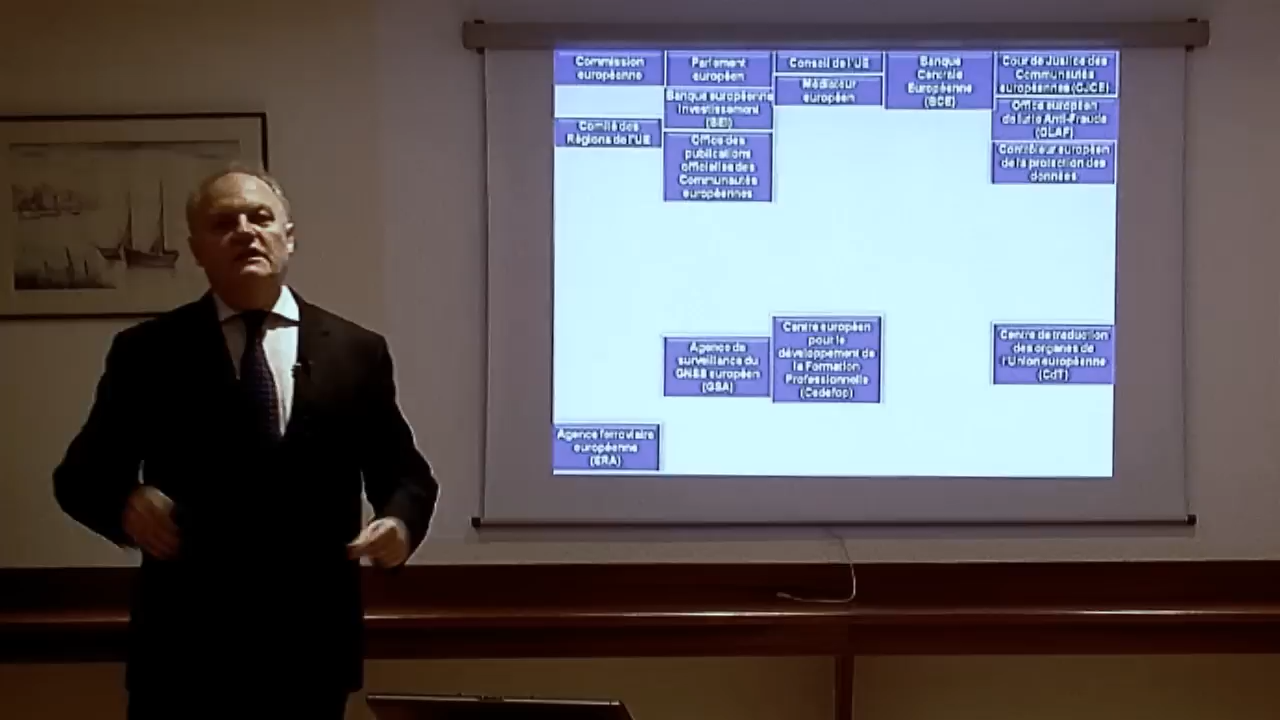 Commission
européenne
Parlement
européen
Conseil de l'UE
Médiateur
européen
Banque
Centrale
Européenne
(BCE)
Cour de Justice des
Communautés
européennes (CJCE)
Banque européenne
Investissement
(BEI)
Office européen
de lutte Anti-Fraude
(OLAF)
Comité des
Régions de l'UE
Office des
publications
officielles des
Communautés
européennes
Contrôleur européen
de la protection des
données
Agence de
surveillance du
GNSS européen
(GSA)
Centre européen
pour le
développement de
la Formation
Professionnelle
(Cedefop)
Centre de traduction
des organes de
l'Union européenne
(CdT)
Agence ferroviaire
européenne
(ERA)